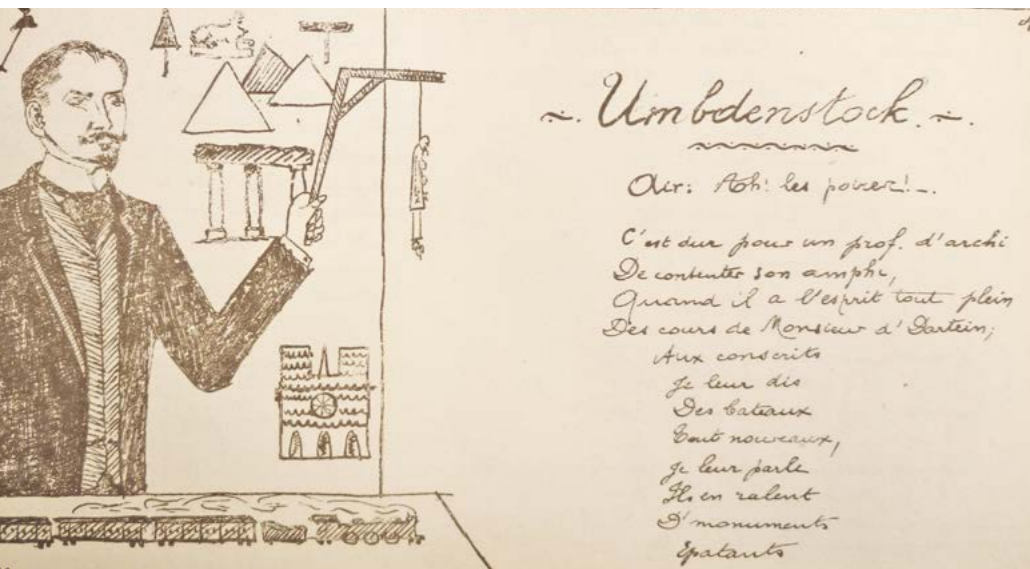 ~. Umbdenstock. ~.
Air: Ah! les poires! _.
C'est dur pour un prof. d'archi
De contenter son amphi,
Quand il a l'esprit tout plein
Des cours de Monsieur d'Dartein;
Aux conscrits
Je leur dis
Des bateaux
Tout nouveaux,
Je leur parle
Ils en ralent
D'monuments
Epatants